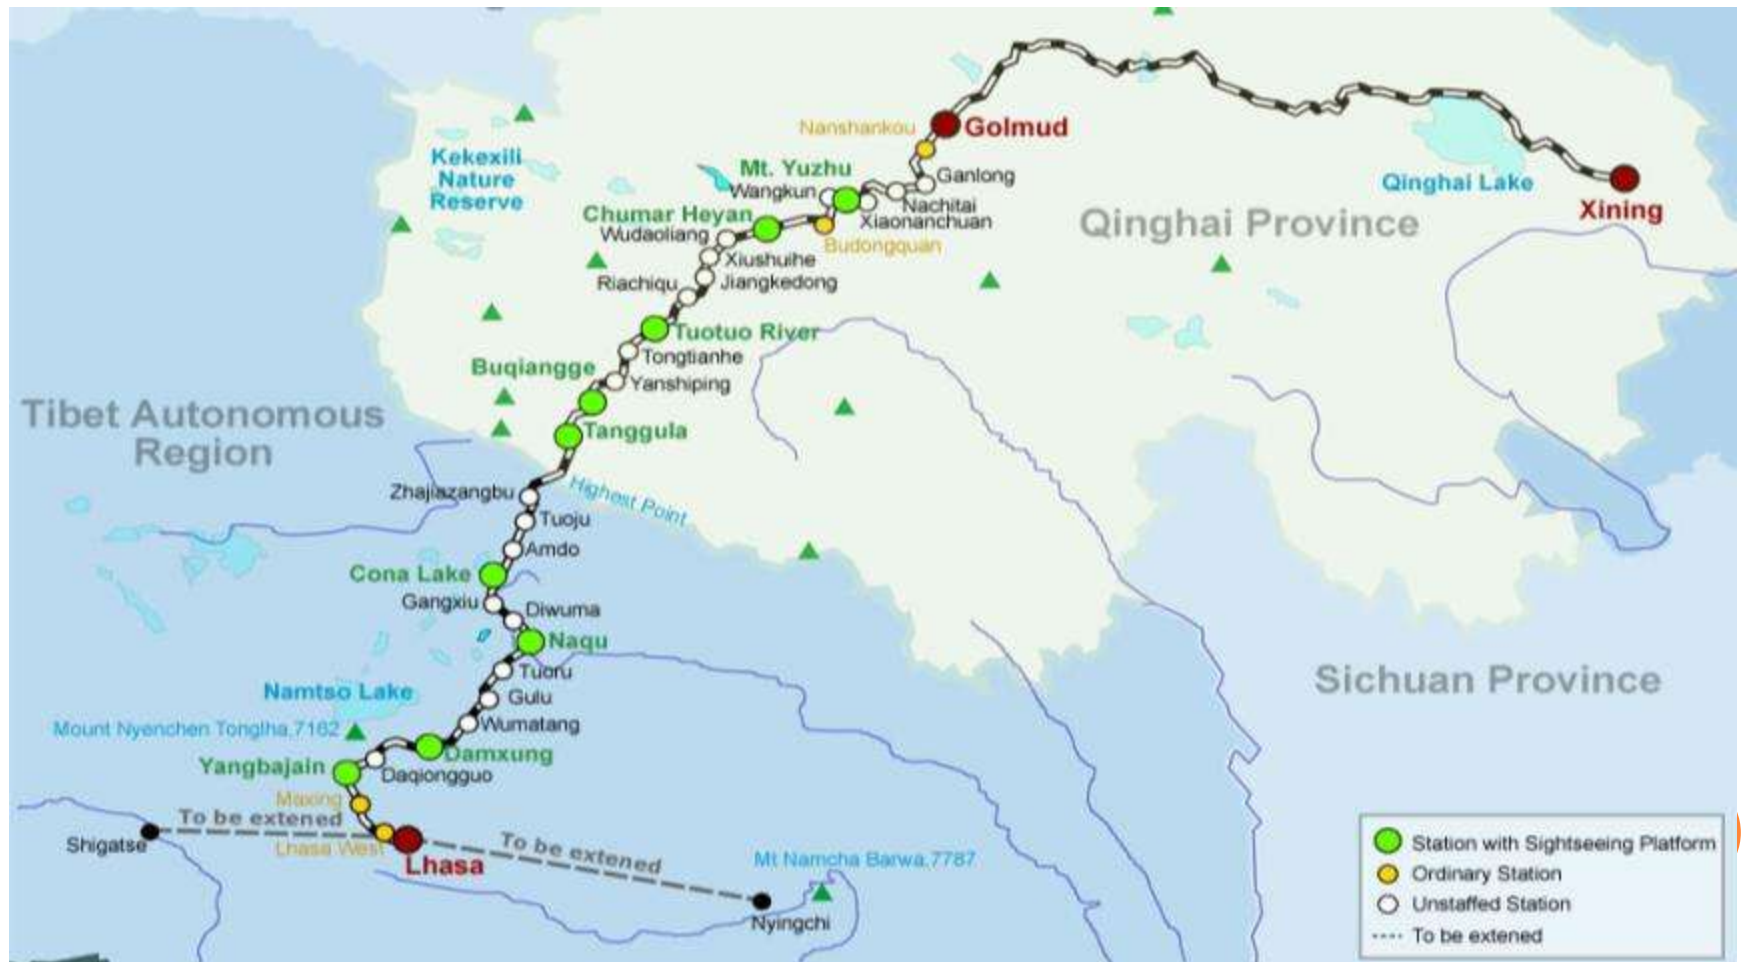 Nanshankou
Golmud
Kekexili
Nature
Reserve
Mt. Yuzhu
Ganlong
Wangkun
Nachitai
Qinghai Lake
Xining
Chumar Heyan
Xiaonanchuan
Qinghai Province
Wudaoliang
Budongquan
Xiushuihe
Riachiqu
Jiangkedong
Tuotuo River
Tongtianhe
Buqiangge
Yanshiping
Tibet Autonomous
Region
Tanggula
Zhajiazangbu
Highest Point
Tuoju
Amdo
Cona Lake
Gangxiu
Diwuma
Naqu
Tuoru
Sichuan Province
Namtso Lake
Gulu
Mount Nyenchen Tonglha,7162
Wumatang
Damxung
Yangbajain
Daqiongguo
Maxing
To be extened
Shigatse
Lhasa West
Lhasa
To be extened
Mt Namcha Barwa,7787
Nyingchi
Station with Sightseeing Platform
Ordinary Station
Unstaffed Station
To be extened